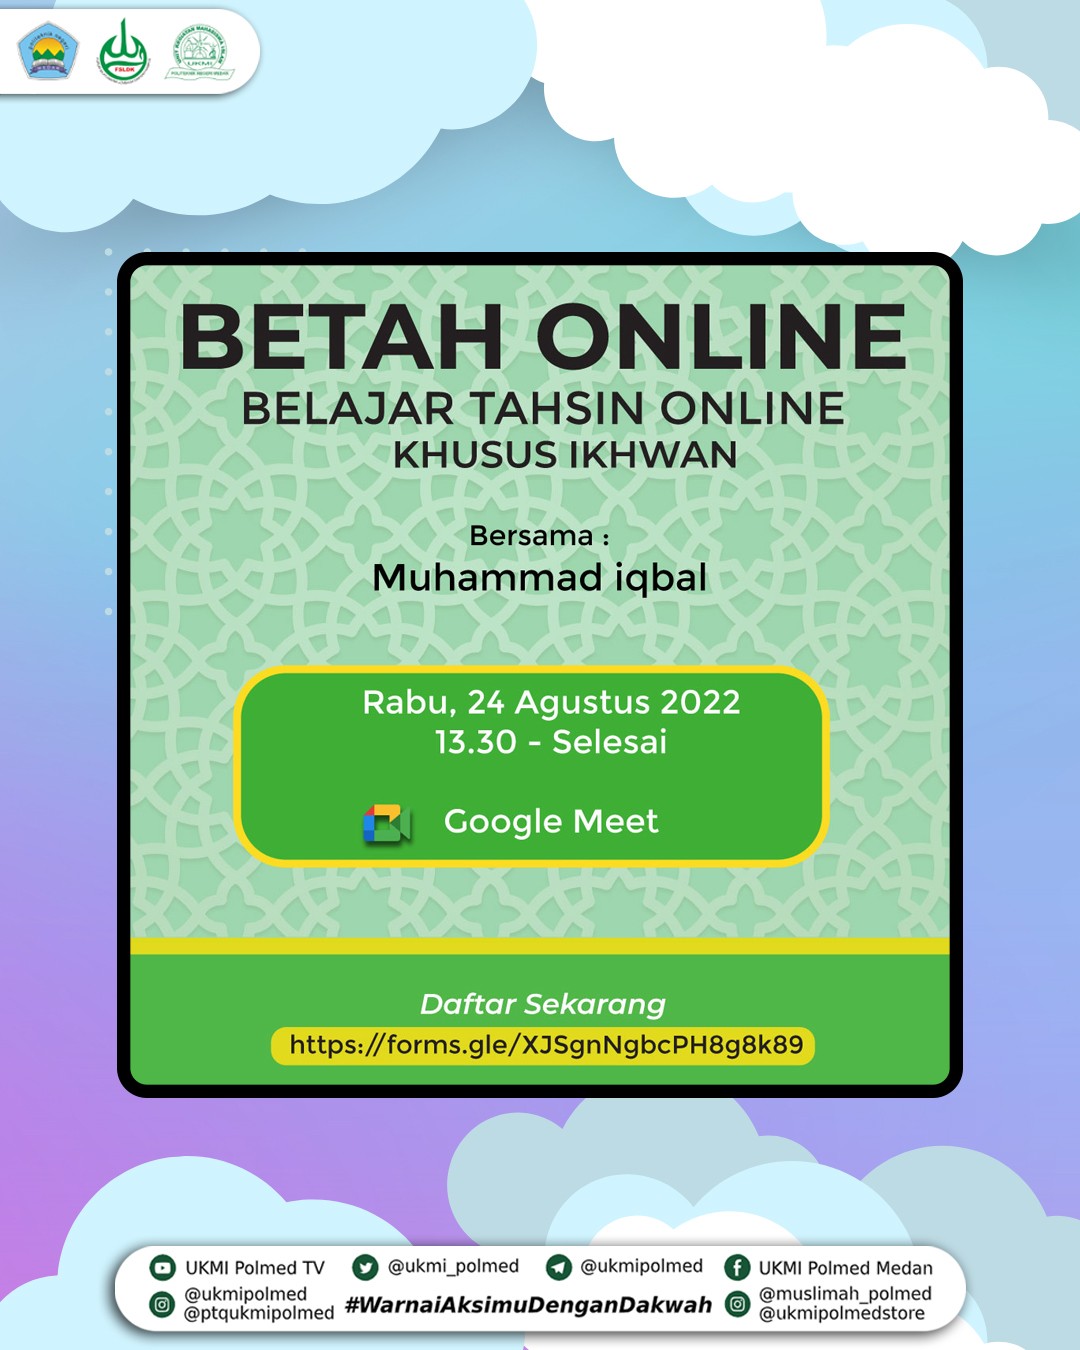 FSLDK
UKMI
BETAH ONLINE
BELAJAR TAHSIN ONLINE
KHUSUS IKHWAN
Bersama :
Muhammad iqbal
Rabu, 24 Agustus 2022
13.30 - Selesai
Google Meet
Daftar Sekarang
https://forms.gle/XJSgnNgbcPH8g8k89
UKMI Polmed TV @ukmi_polmed @ukmipolmed UKMI Polmed Medan
@ukmipolmed @muslimah_polmed
@ptqukmipolmed #WarnaiAksimuDenganDakwah @ukmipolmedstore